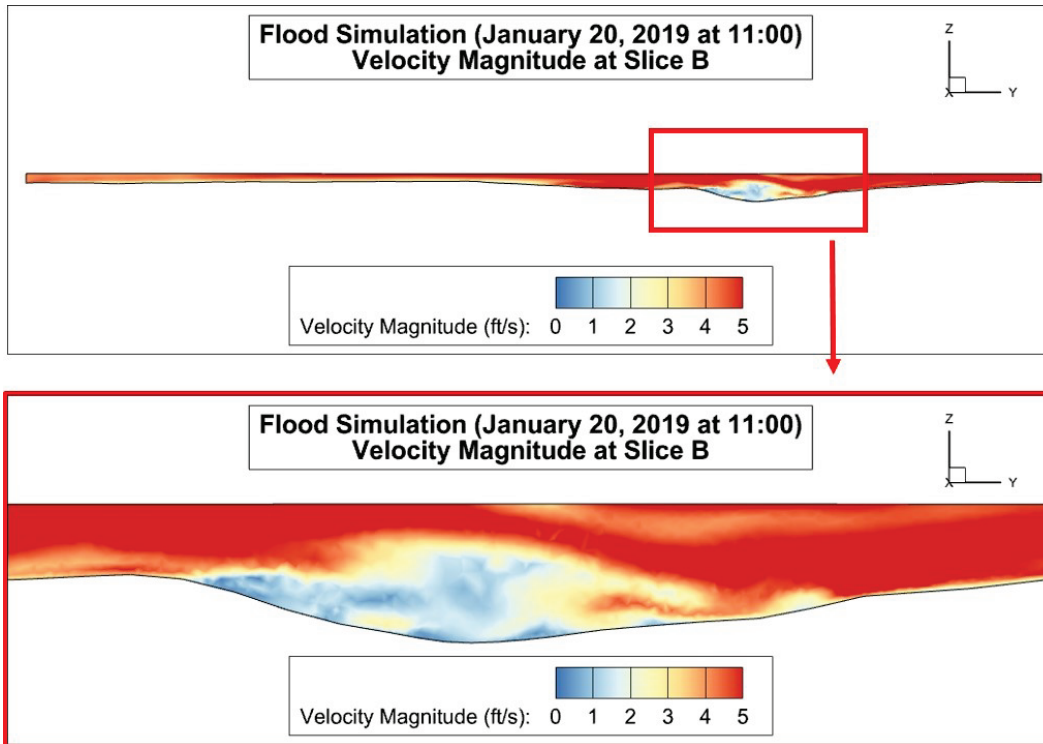 Flood Simulation (January 20, 2019 at 11:00)
Velocity Magnitude at Slice B
Z
X Y
Velocity Magnitude (ft/s): 0 1 2 3 4 5
Flood Simulation (January 20, 2019 at 11:00)
Velocity Magnitude at Slice B
Z
X Y
Velocity Magnitude (ft/s): 0 1 2 3 4 5